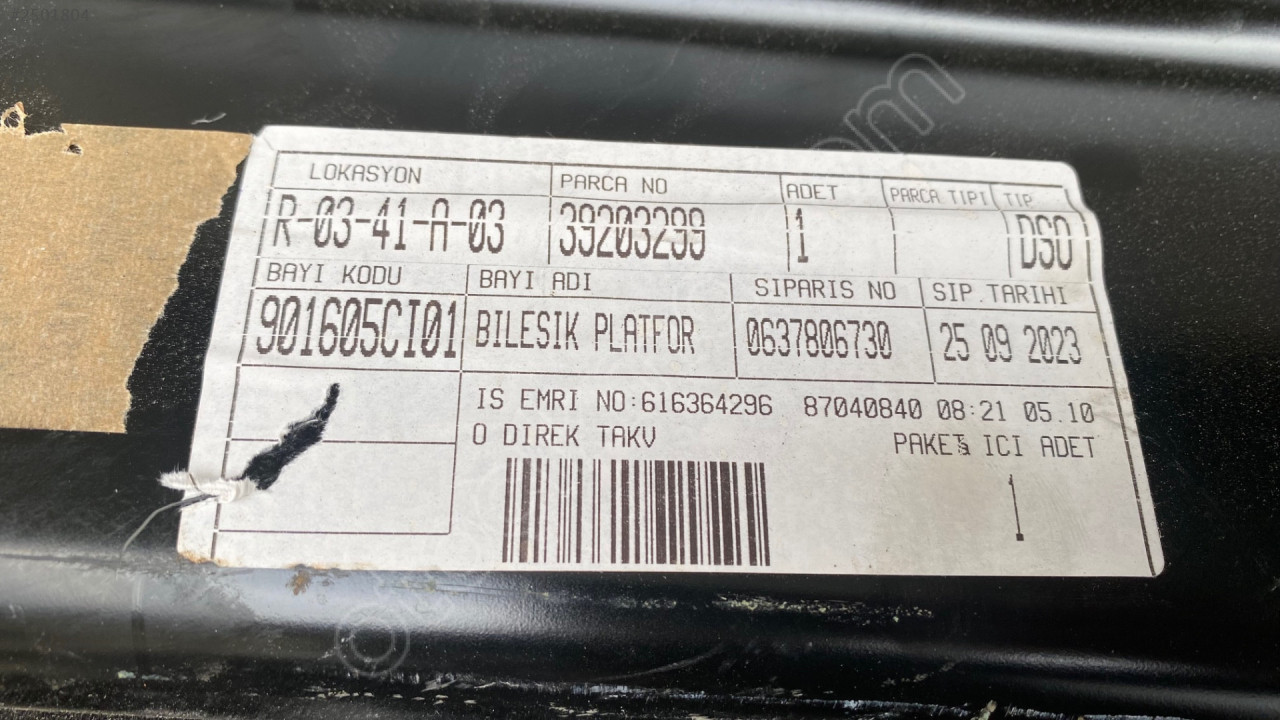 LOKASYON PARCA NO ADET PARCA TIPI TIP
R-03-41-A-03 39203299 1 DSO
BAYI KODU BAYI ADI SIPARIS NO SIP.TARIHI
901605CI01 BILESIK PLATFOR 0637806730 25 09 2023
IS EMRI NO:616364296 87040840 08:21 05.10
O DIREK TAKV PAKET ICI ADET
1